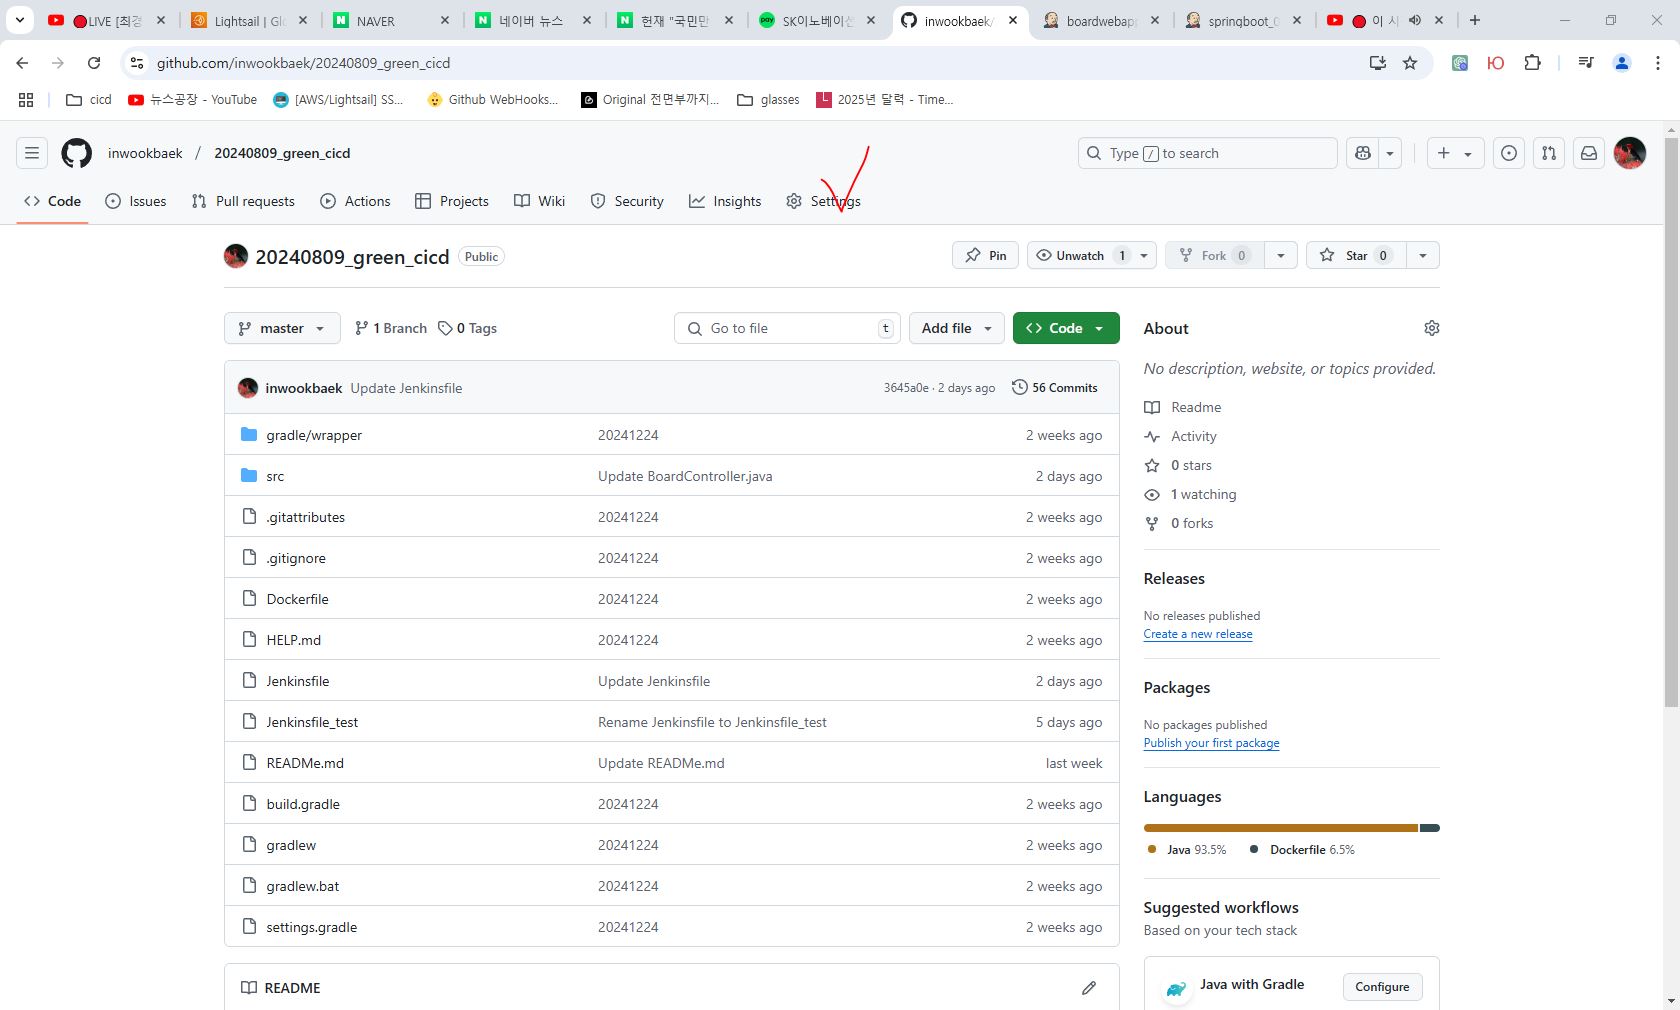 LIVE [최경
Lightsail | Glo
NAVER
네이버 뉴스
헌재 "국민만
SK이노베이션
inwookbaek/
boardwebapp
springboot_0
이 시
github.com/inwookbaek/20240809_green_cicd
cicd
뉴스공장 - YouTube
[AWS/Lightsail] SS...
Github WebHooks...
Original 전면부까지...
glasses
2025년 달력 - Time...
inwookbaek / 20240809_green_cicd
Type / to search
Code
Issues
Pull requests
Actions
Projects
Wiki
Security
Insights
Settings
20240809_green_cicd Public
Pin
Unwatch 1
Fork 0
Star 0
master
1 Branch
0 Tags
Go to file t
Add file
Code
inwookbaek Update Jenkinsfile 3645a0e · 2 days ago 56 Commits
gradle/wrapper 20241224 2 weeks ago
src Update BoardController.java 2 days ago
.gitattributes 20241224 2 weeks ago
.gitignore 20241224 2 weeks ago
Dockerfile 20241224 2 weeks ago
HELP.md 20241224 2 weeks ago
Jenkinsfile Update Jenkinsfile 2 days ago
Jenkinsfile_test Rename Jenkinsfile to Jenkinsfile_test 5 days ago
READMe.md Update READMe.md last week
build.gradle 20241224 2 weeks ago
gradlew 20241224 2 weeks ago
gradlew.bat 20241224 2 weeks ago
settings.gradle 20241224 2 weeks ago
README
About
No description, website, or topics provided.
Readme
Activity
0 stars
1 watching
0 forks
Releases
No releases published
Create a new release
Packages
No packages published
Publish your first package
Languages
Java 93.5% Dockerfile 6.5%
Suggested workflows
Based on your tech stack
Java with Gradle
Configure